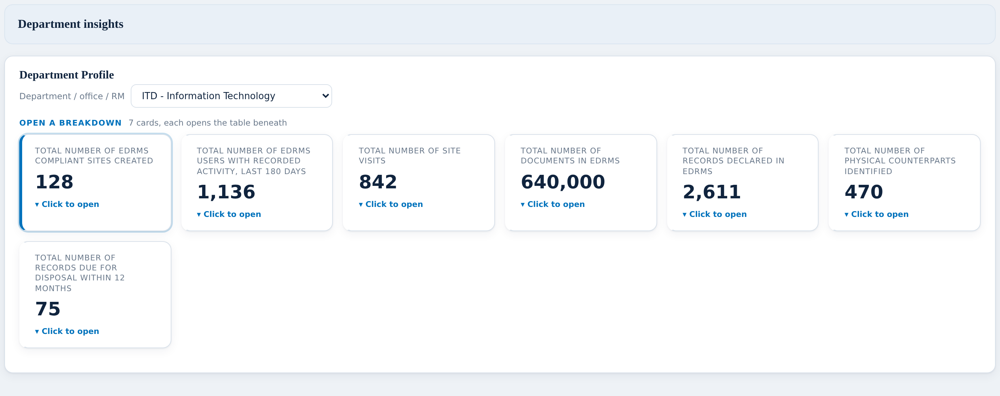 Department insights
Department Profile
Department / office / RM ITD - Information Technology
OPEN A BREAKDOWN 7 cards, each opens the table beneath
TOTAL NUMBER OF EDRMS
COMPLIANT SITES CREATED
128
▾ Click to open
TOTAL NUMBER OF EDRMS
USERS WITH RECORDED
ACTIVITY, LAST 180 DAYS
1,136
▾ Click to open
TOTAL NUMBER OF SITE
VISITS
842
▾ Click to open
TOTAL NUMBER OF
DOCUMENTS IN EDRMS
640,000
▾ Click to open
TOTAL NUMBER OF
RECORDS DECLARED IN
EDRMS
2,611
▾ Click to open
TOTAL NUMBER OF
PHYSICAL COUNTERPARTS
IDENTIFIED
470
▾ Click to open
TOTAL NUMBER OF
RECORDS DUE FOR
DISPOSAL WITHIN 12
MONTHS
75
▾ Click to open